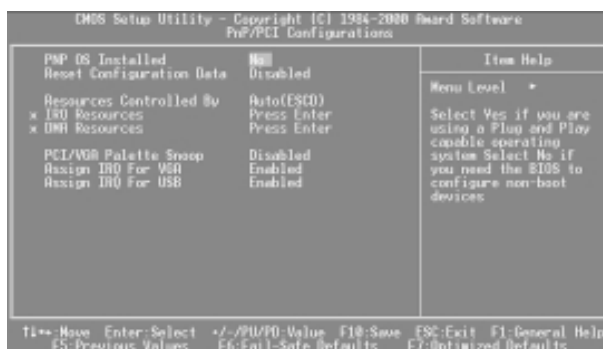 CMOS Setup Utility - Copyright (C) 1984-2000 Award Software
PnP/PCI Configurations
PNP OS Installed No
Reset Configuration Data Disabled
Resources Controlled By Auto(ESCD)
x IRQ Resources Press Enter
x DMA Resources Press Enter
PCI/VGA Palette Snoop Disabled
Assign IRQ For VGA Enabled
Assign IRQ For USB Enabled
Item Help
Menu Level ►
Select Yes if you are
using a Plug and Play
capable operating
system Select No if
you need the BIOS to
configure non-boot
devices
↑↓→←:Move Enter:Select +/-/PU/PD:Value F10:Save ESC:Exit F1:General Help
F5:Previous Values F6:Fail-Safe Defaults F7:Optimized Defaults